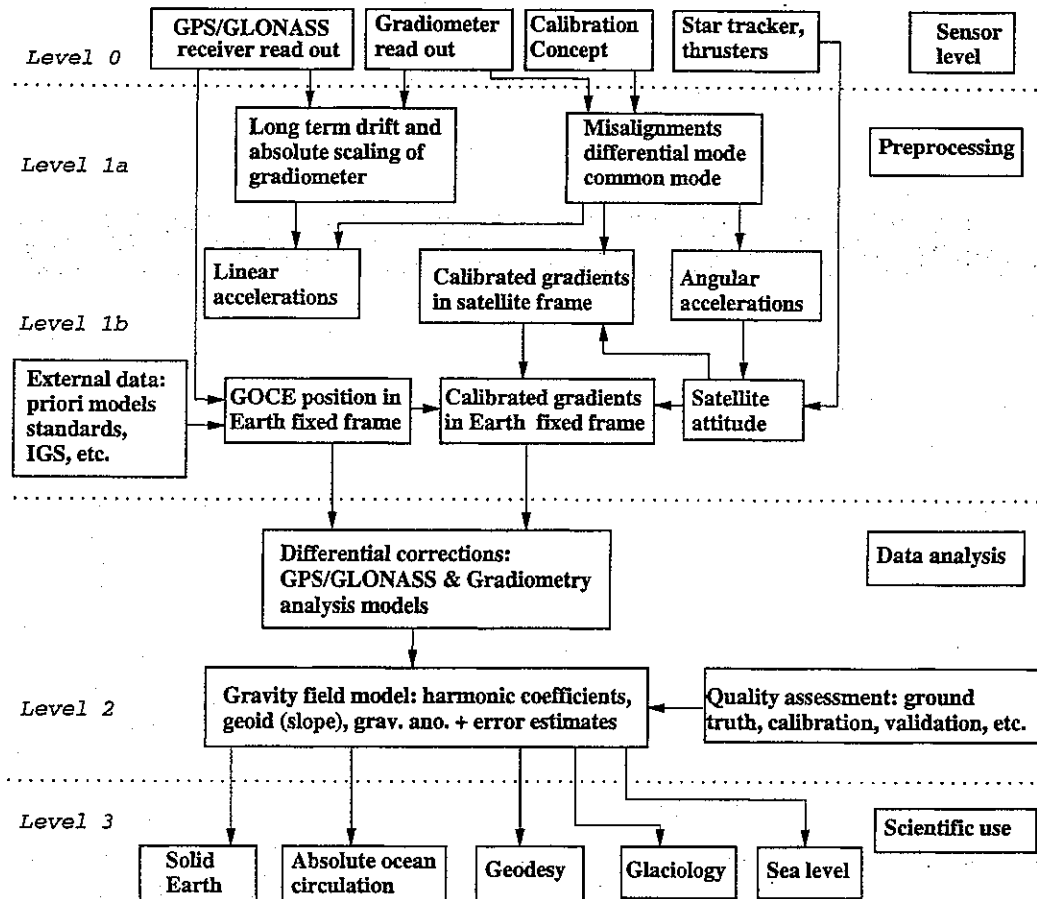 GPS/GLONASS
receiver read out
Gradiometer
read out
Calibration
Concept
Star tracker,
thrusters
Sensor
level
Level 0
Long term drift and
absolute scaling of
gradiometer
Misalignments
differential mode
common mode
Preprocessing
Level 1a
Linear
accelerations
Calibrated gradients
in satellite frame
Angular
accelerations
Level 1b
External data:
priori models
standards,
IGS, etc.
GOCE position in
Earth fixed frame
Calibrated gradients
in Earth fixed frame
Satellite
attitude
Differential corrections:
GPS/GLONASS & Gradiometry
analysis models
Data analysis
Level 2
Gravity field model: harmonic coefficients,
geoid (slope), grav. ano. + error estimates
Quality assessment: ground
truth, calibration, validation, etc.
Level 3
Scientific use
Solid
Earth
Absolute ocean
circulation
Geodesy
Glaciology
Sea level